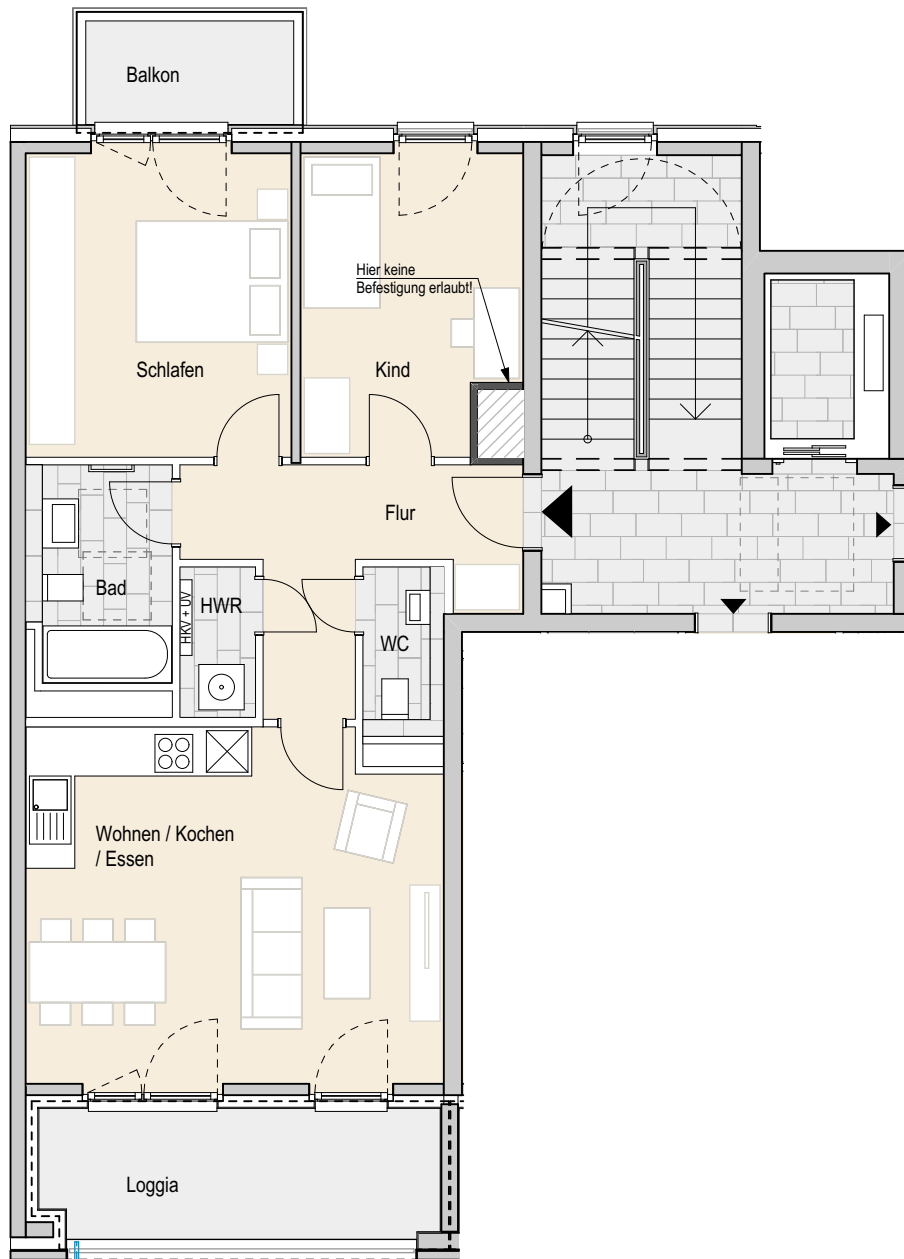 Balkon
Hier keine
Befestigung erlaubt!
Schlafen
Kind
Flur
Bad
HWR
HKV + UV
WC
Wohnen / Kochen
/ Essen
Loggia